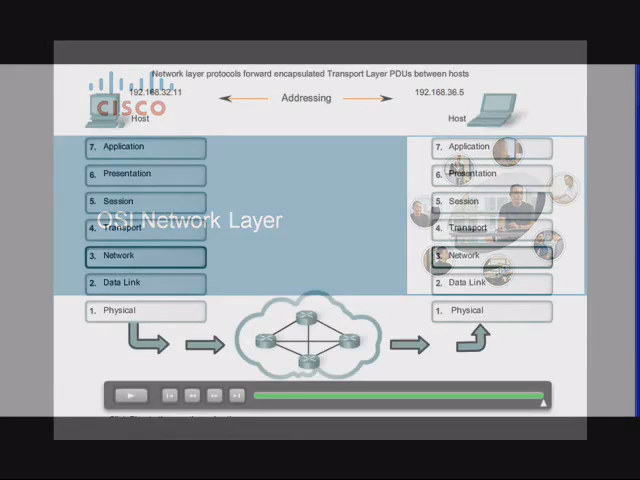 Network layer protocols forward encapsulated Transport Layer PDUs between hosts
192.168.32.11
Addressing
192.168.36.5
CISCO
Host
Host
7. Application
7. Application
6. Presentation
6. Presentation
5. Session
5. Session
OSI Network Layer
4. Transport
4. Transport
3. Network
3. Network
2. Data Link
2. Data Link
1. Physical
1. Physical